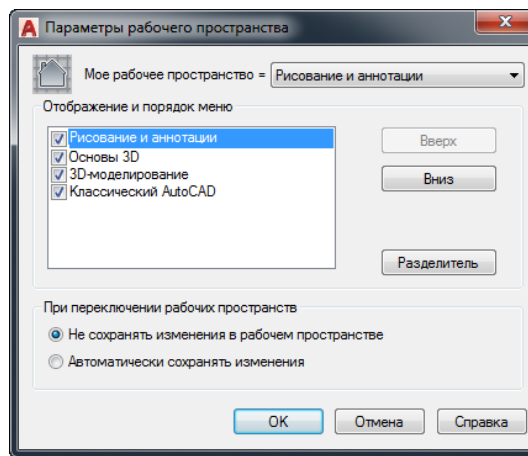 A Параметры рабочего пространства
Мое рабочее пространство = Рисование и аннотации
Отображение и порядок меню
Рисование и аннотации
Основы 3D
3D-моделирование
Классический AutoCAD
Вверх
Вниз
Разделитель
При переключении рабочих пространств
Не сохранять изменения в рабочем пространстве
Автоматически сохранять изменения
OK Отмена Справка